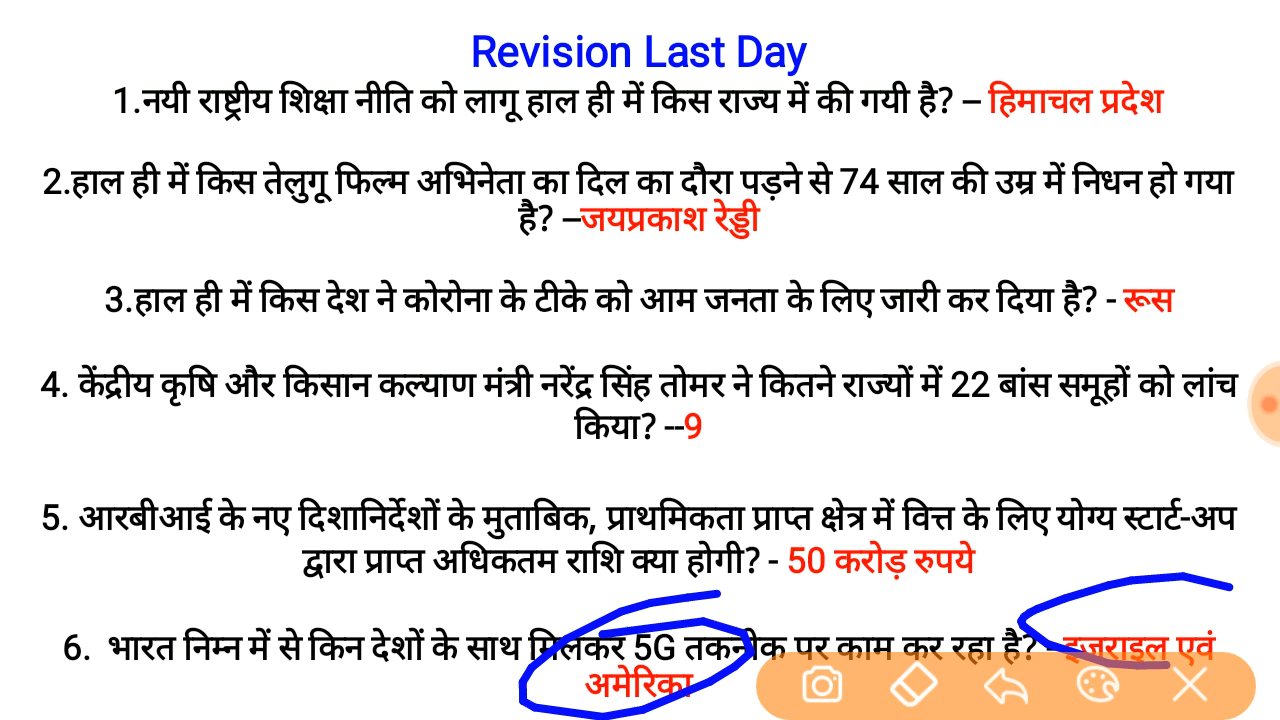 Revision Last Day
1.नयी राष्ट्रीय शिक्षा नीति को लागू हाल ही में किस राज्य में की गयी है? – हिमाचल प्रदेश
2.हाल ही में किस तेलुगू फिल्म अभिनेता का दिल का दौरा पड़ने से 74 साल की उम्र में निधन हो गया
है? –जयप्रकाश रेड्डी
3.हाल ही में किस देश ने कोरोना के टीके को आम जनता के लिए जारी कर दिया है? - रूस
4. केंद्रीय कृषि और किसान कल्याण मंत्री नरेंद्र सिंह तोमर ने कितने राज्यों में 22 बांस समूहों को लांच
किया? --9
5. आरबीआई के नए दिशानिर्देशों के मुताबिक, प्राथमिकता प्राप्त क्षेत्र में वित्त के लिए योग्य स्टार्ट-अप
द्वारा प्राप्त अधिकतम राशि क्या होगी? - 50 करोड़ रुपये
6. भारत निम्न में से किन देशों के साथ मिलकर 5G तकनीक पर काम कर रहा है? - इजराइल एवं
अमेरिका